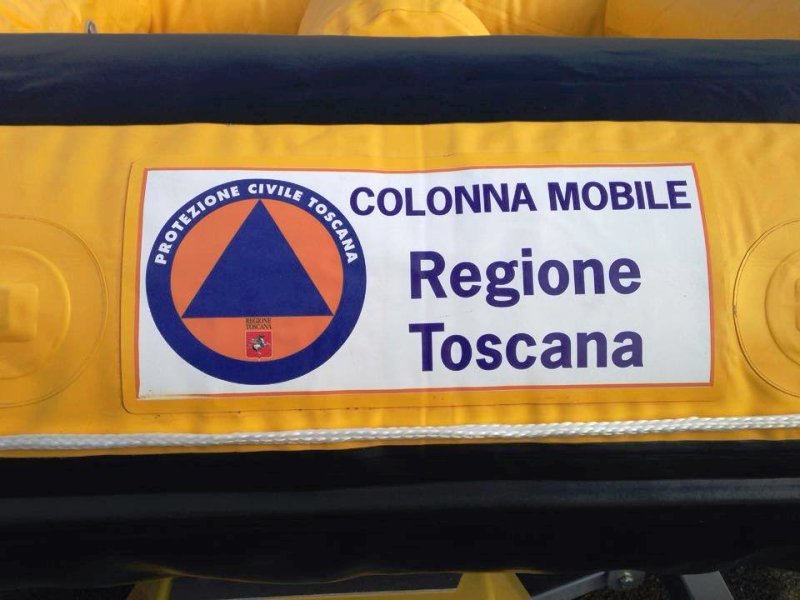 PROTEZIONE CIVILE TOSCANA
REGIONE
TOSCANA
COLONNA MOBILE
Regione
Toscana